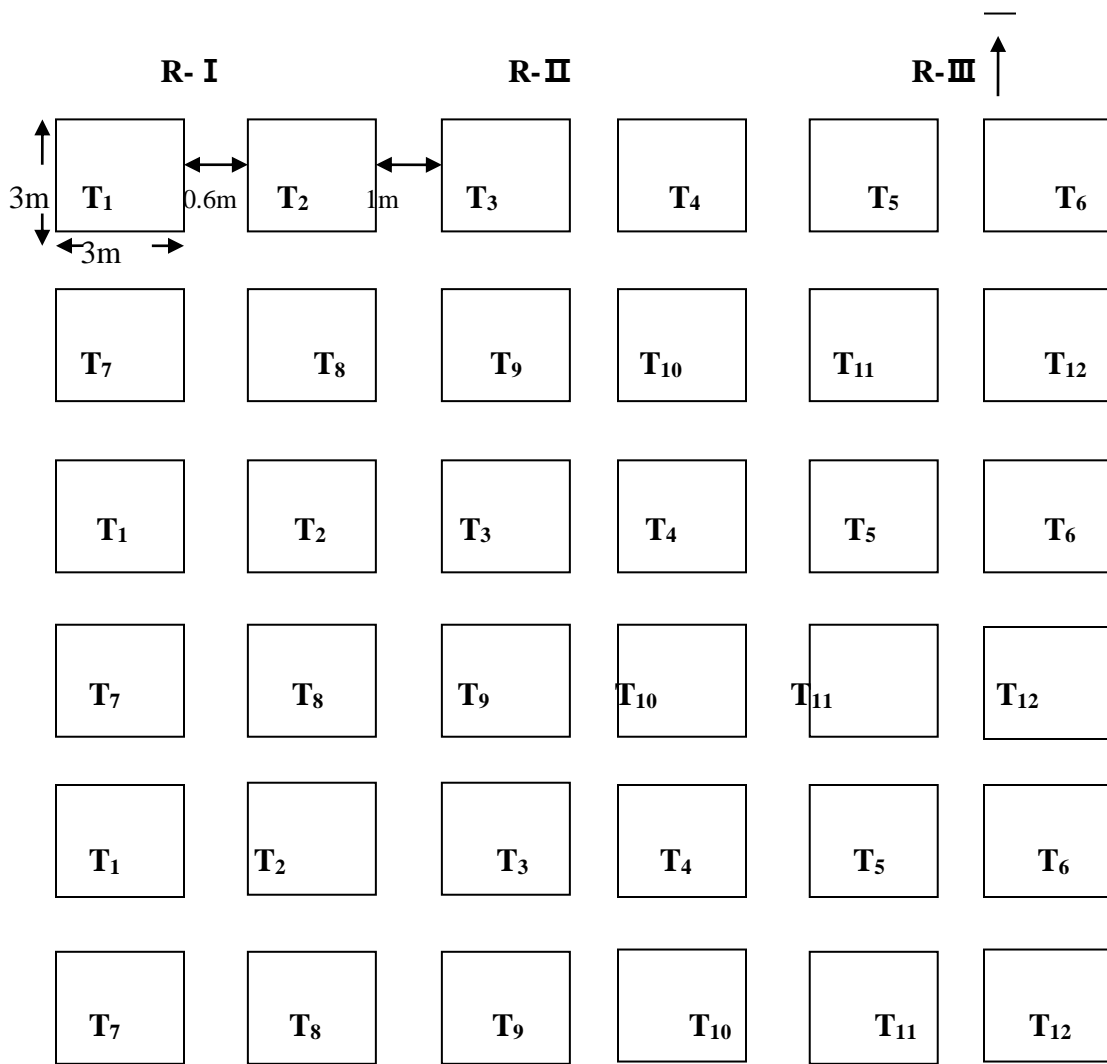 R- Ⅰ R-Ⅱ R-Ⅲ
3m T1 0.6m T2 1m T3 T4 T5 T6
3m
T7 T8 T9 T10 T11 T12
T1 T2 T3 T4 T5 T6
T7 T8 T9 T10 T11 T12
T1 T2 T3 T4 T5 T6
T7 T8 T9 T10 T11 T12